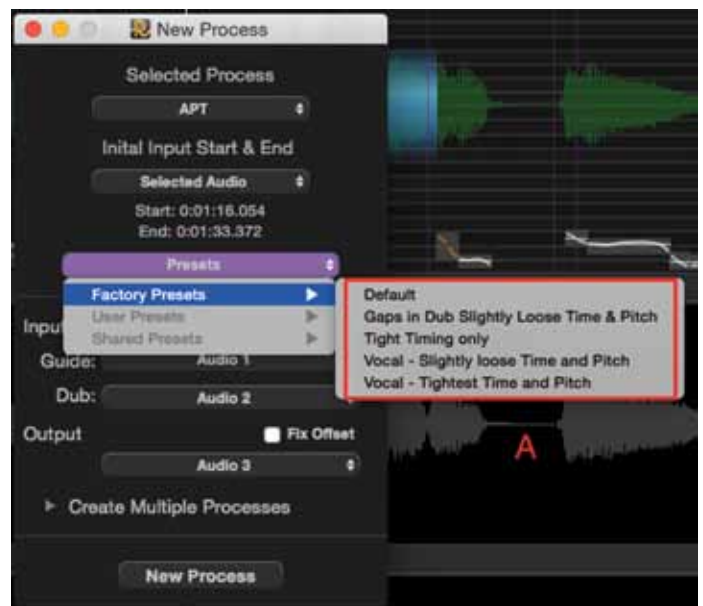 New Process
Selected Process
APT
Inital Input Start & End
Selected Audio
Start: 0:01:16.054
End: 0:01:33.372
Presets
Factory Presets
User Presets
Shared Presets
Default
Gaps in Dub Slightly Loose Time & Pitch
Tight Timing only
Vocal - Slightly loose Time and Pitch
Vocal - Tightest Time and Pitch
Input
Guide: Audio 1
Dub: Audio 2
Output Fix Offset
Audio 3
A
Create Multiple Processes
New Process